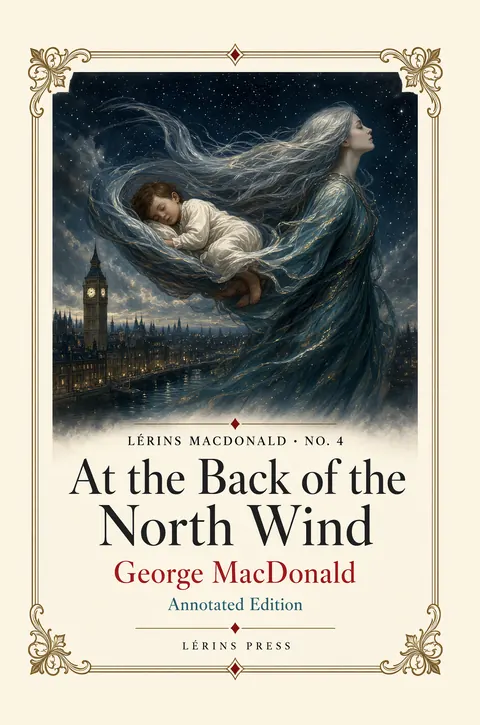 LÉRINS MACDONALD · NO. 4
At the Back of the
North Wind
George MacDonald
Annotated Edition
LÉRINS PRESS